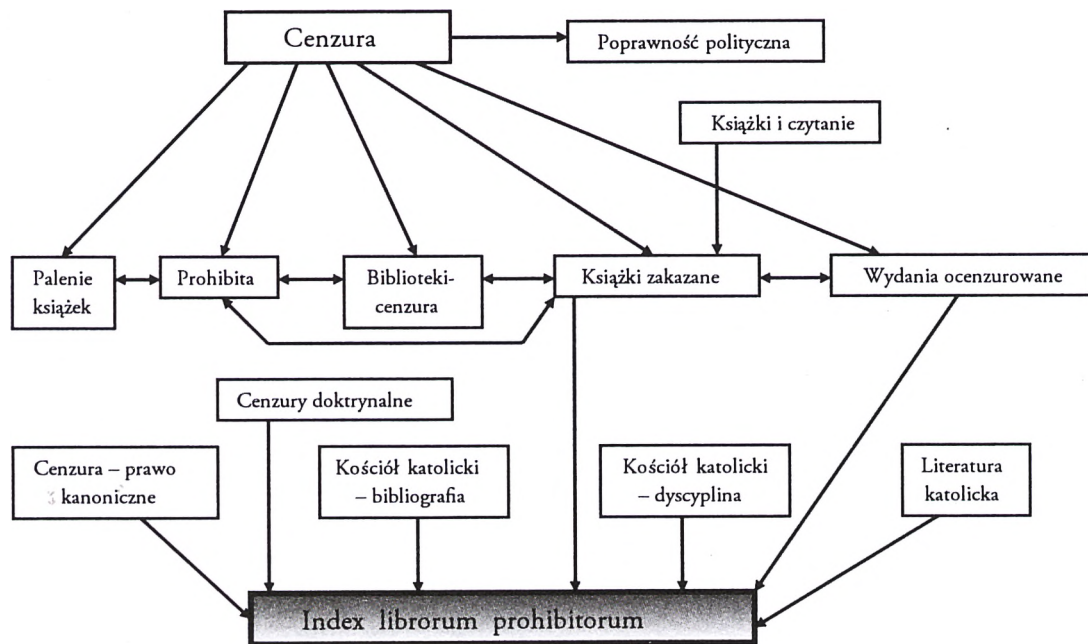 Cenzura
Poprawność polityczna
Książki i czytanie
Palenie
książek
Prohibita
Biblioteki-
cenzura
Książki zakazane
Wydania ocenzurowane
Cenzury doktrynalne
Cenzura – prawo
kanoniczne
Kościół katolicki
– bibliografia
Kościół katolicki
– dyscyplina
Literatura
katolicka
Index librorum prohibitorum